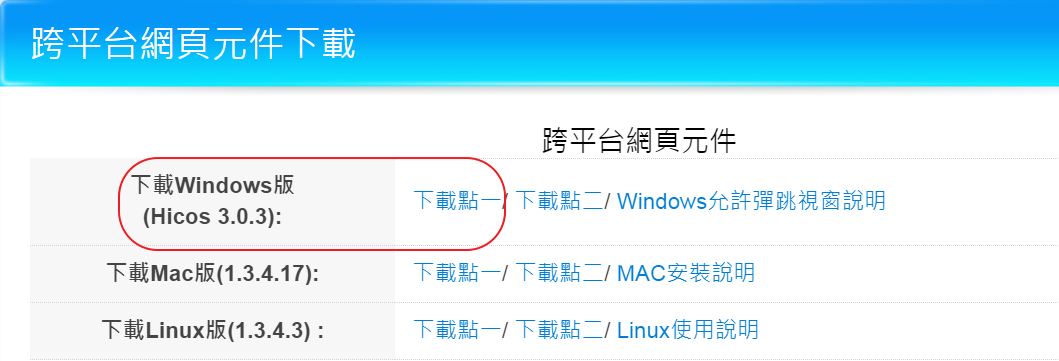 跨平台網頁元件下載
跨平台網頁元件
下載Windows版
(Hicos 3.0.3):
下載點一/ 下載點二/ Windows允許彈跳視窗說明
下載Mac版(1.3.4.17):
下載點一/ 下載點二/ MAC安裝說明
下載Linux版(1.3.4.3) :
下載點一/ 下載點二/ Linux使用說明